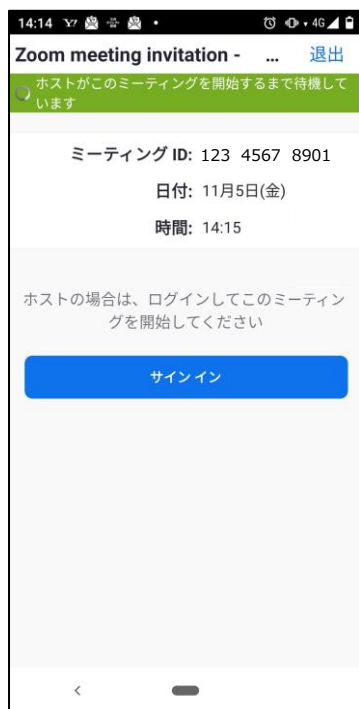 14:14 4G
Zoom meeting invitation - ... 退出
ホストがこのミーティングを開始するまで待機して
います
ミーティング ID: 123 4567 8901
日付: 11月5日(金)
時間: 14:15
ホストの場合は、ログインしてこのミーティン
グを開始してください
サイン イン